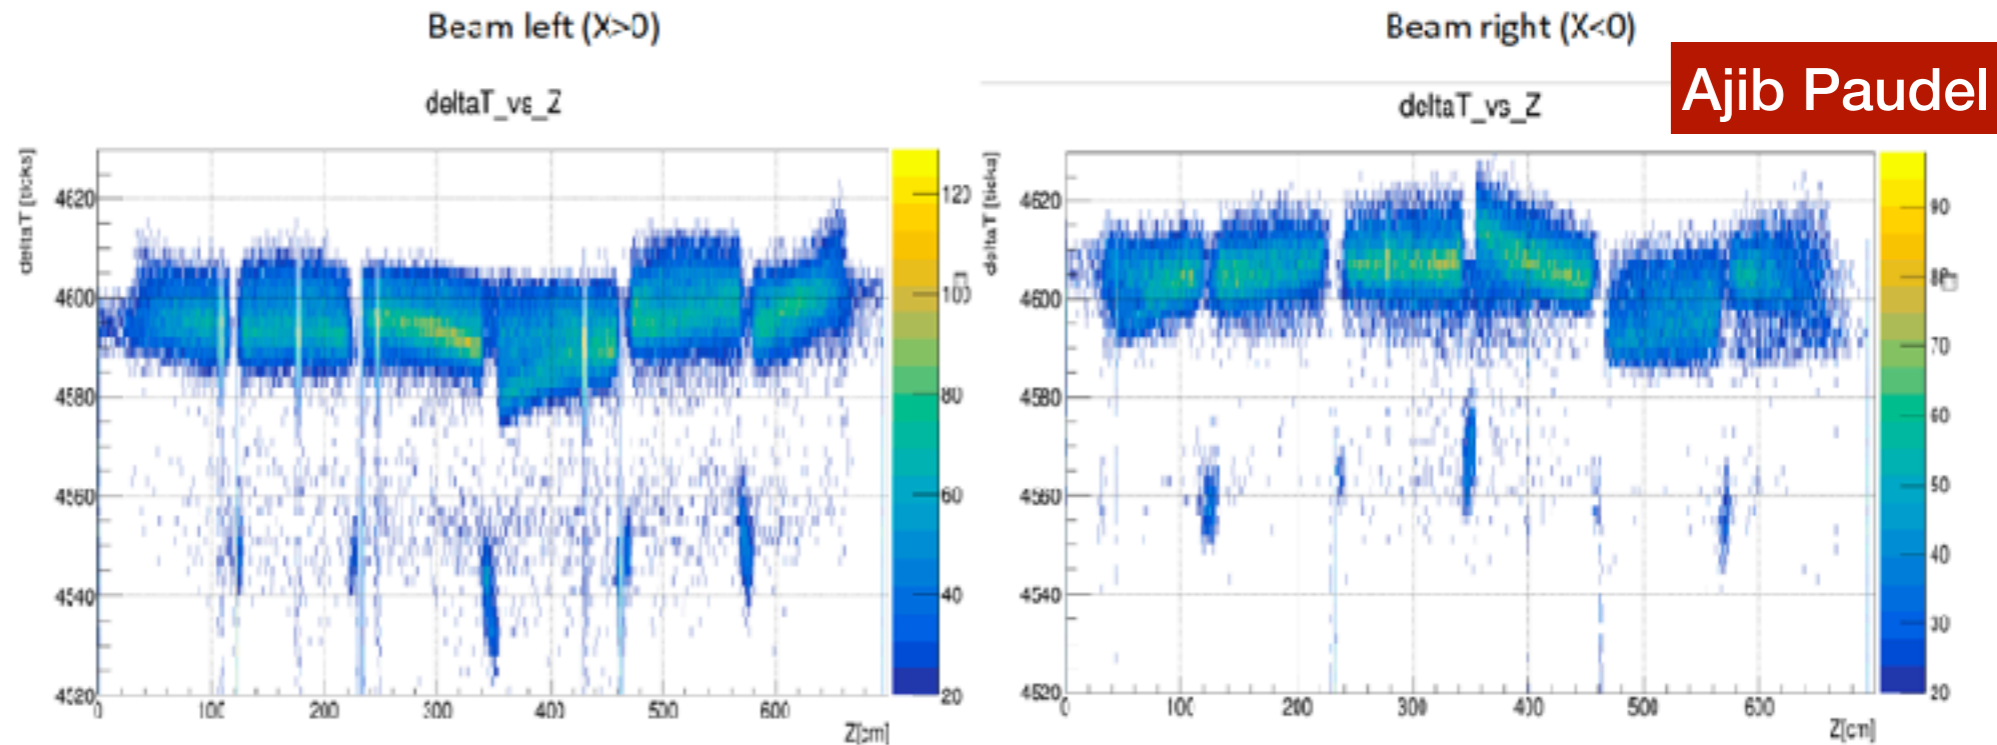 Beam left (X>0)
Beam right (X<0)
Ajib Paudel
deltaT_vs_Z
deltaT_vs_Z
deltaT [ticks]
4620
4600
4580
4560
4540
4520
0 100 200 300 400 500 600
Z[cm]
120
100
80
60
40
20
deltaT [ticks]
4620
4600
4580
4560
4540
4520
0 100 200 300 400 500 600
Z[cm]
90
80
70
60
50
40
30
20